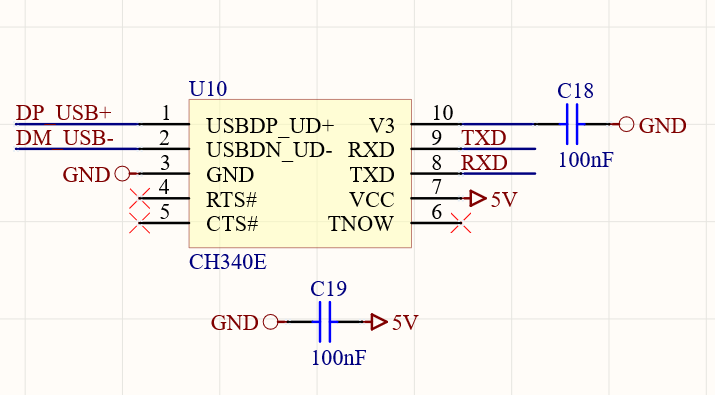 U10
C18
DP_USB+ 1 USBDP_UD+ V3 10 GND
DM_USB- 2 USBDN_UD- RXD 9 TXD 100nF
GND 3 GND TXD 8 RXD
4 RTS# VCC 7 5V
5 CTS# TNOW 6
CH340E
C19
GND 5V
100nF